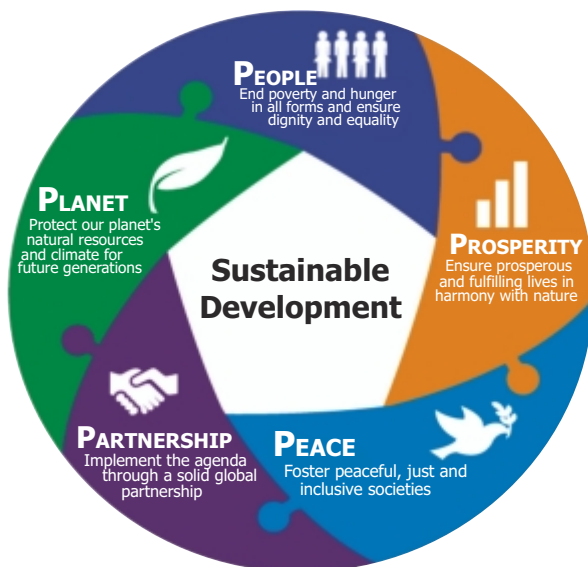 PEOPLE
End poverty and hunger
in all forms and ensure
dignity and equality
PROSPERITY
Ensure prosperous
and fulfilling lives in
harmony with nature
PEACE
Foster peaceful, just and
inclusive societies
PARTNERSHIP
Implement the agenda
through a solid global
partnership
PLANET
Protect our planet's
natural resources
and climate for
future generations
Sustainable
Development